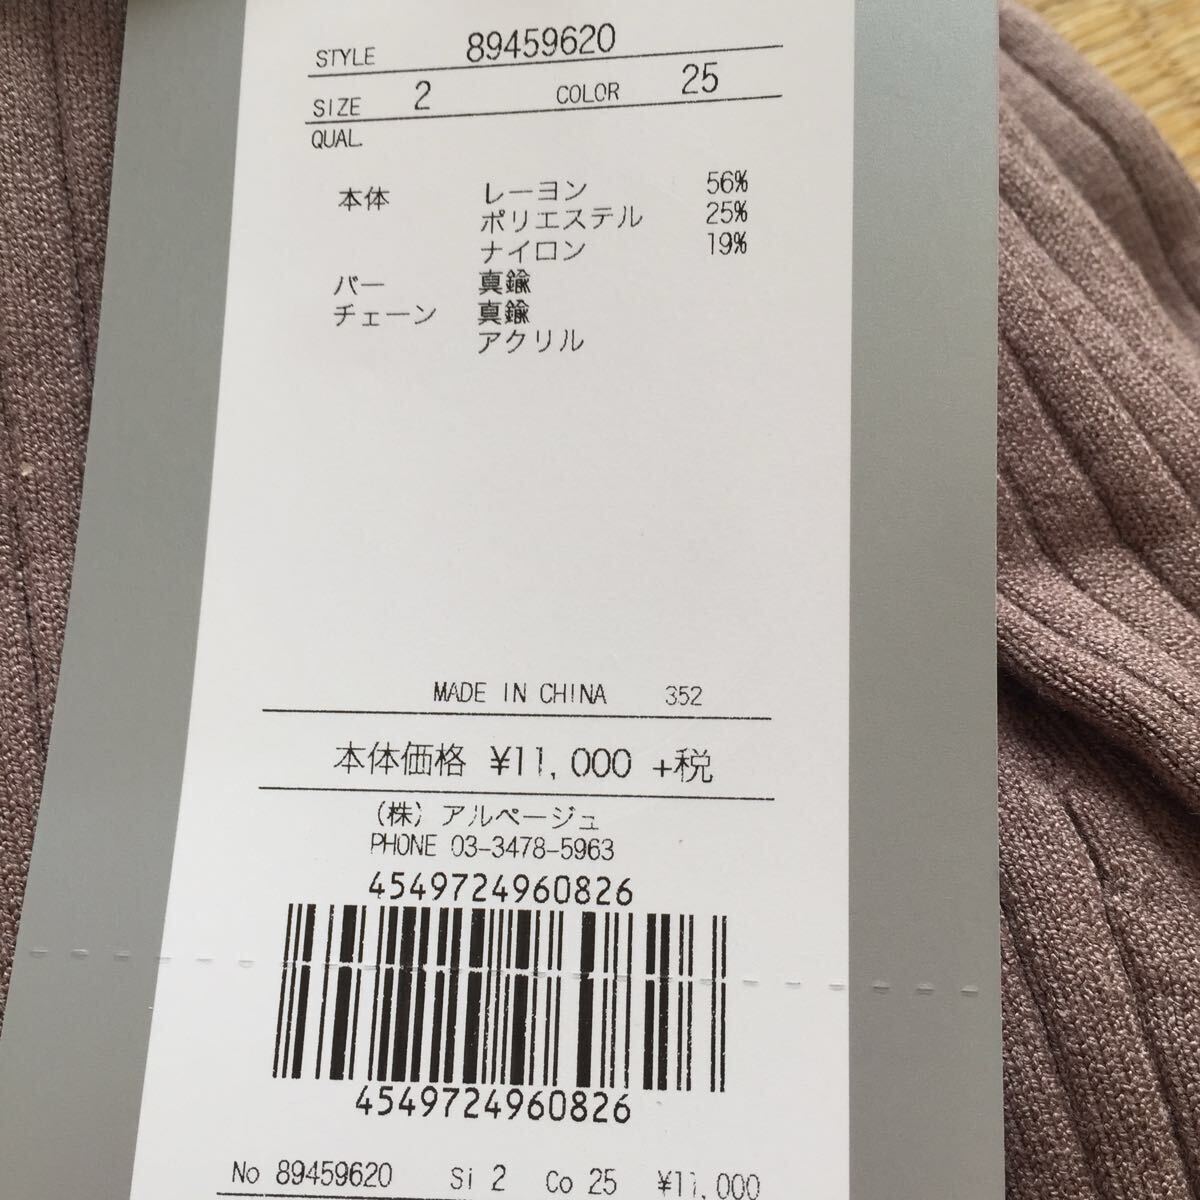 STYLE 89459620
SIZE 2 COLOR 25
QUAL.
本体 レーヨン 56%
ポリエステル 25%
ナイロン 19%
バー 真鍮
チェーン 真鍮
アクリル
MADE IN CHINA 352
本体価格 ¥11,000 +税
(株)アルページュ
PHONE 03-3478-5963
4549724960826
4549724960826
No 89459620 Si 2 Co 25 ¥11,000